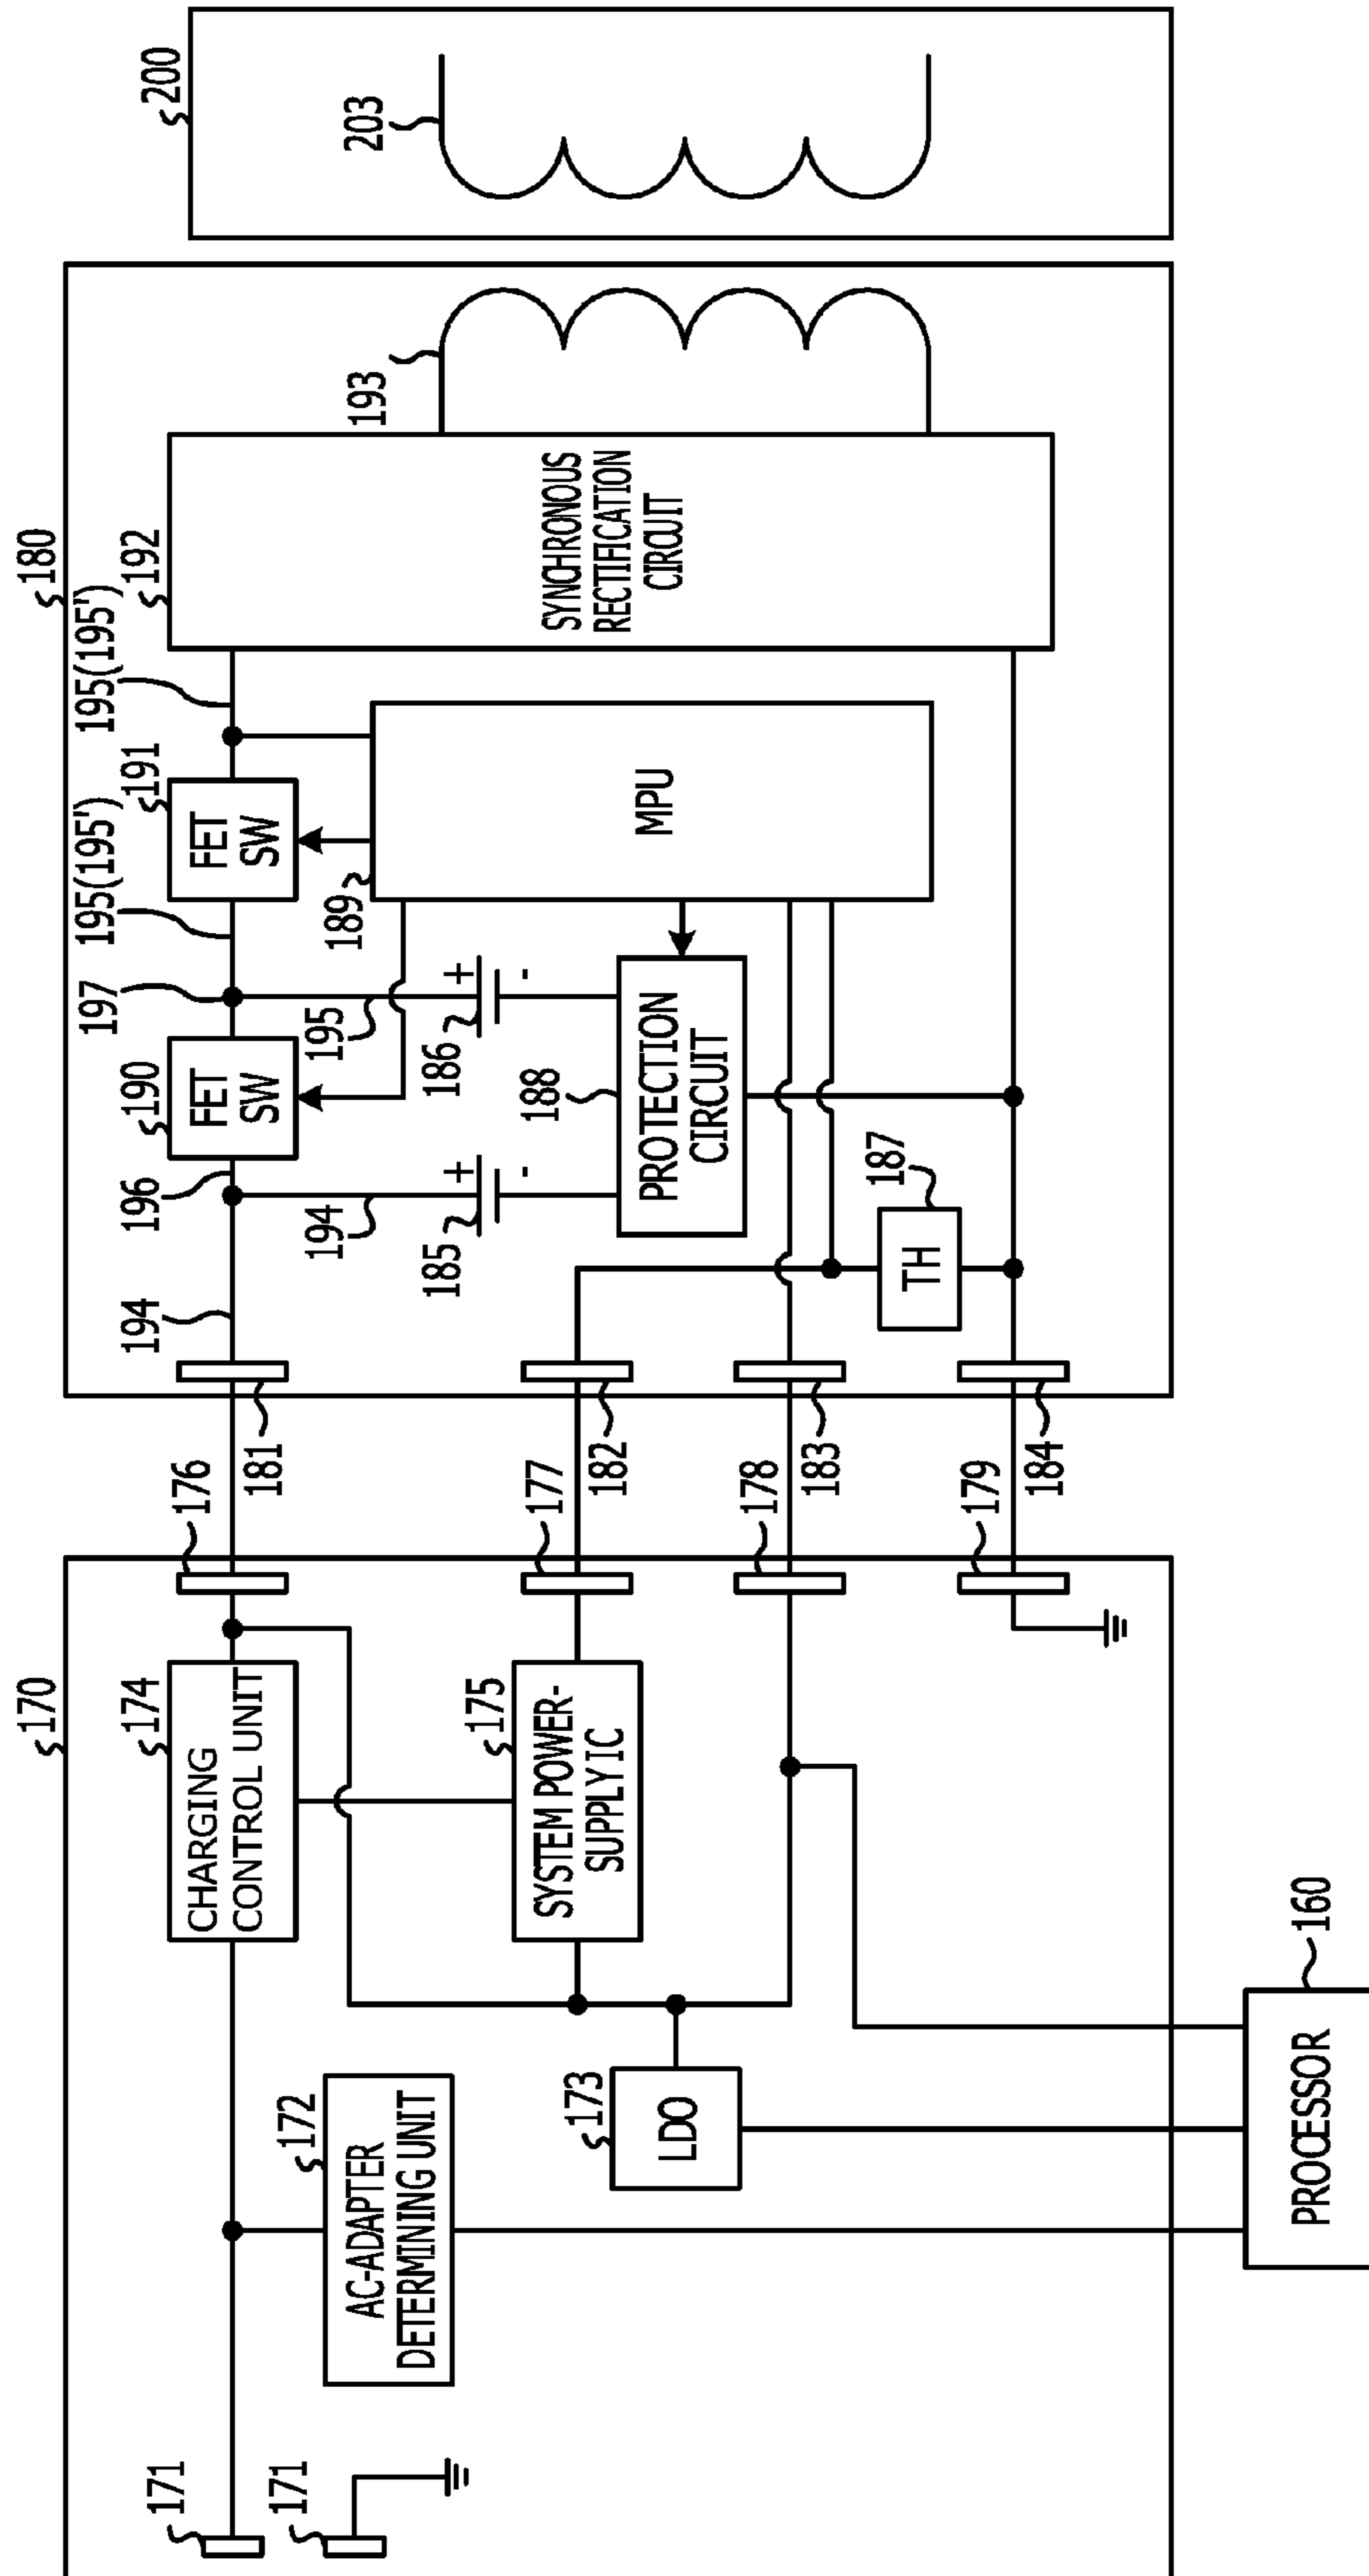 170
171
171
172
AC-ADAPTER
DETERMINING UNIT
173
LDO
174
CHARGING
CONTROL UNIT
175
SYSTEM POWER-
SUPPLY IC
176
177
178
179
160
PROCESSOR
180
181
182
183
184
194
196
190
FET
SW
197
195(195')
191
FET
SW
195(195')
192
SYNCHRONOUS
RECTIFICATION
CIRCUIT
193
194
185
+
-
195
186
+
-
189
MPU
188
PROTECTION
CIRCUIT
187
TH
200
203